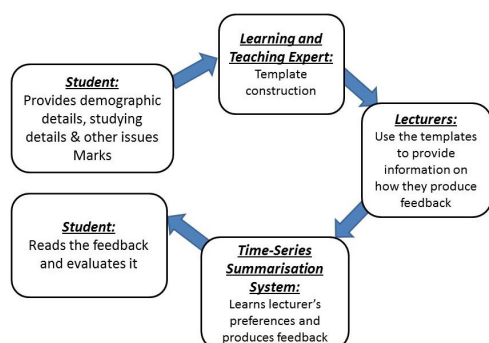 Student:
Provides demographic
details, studying
details & other issues
Marks
Learning and
Teaching Expert:
Template
construction
Lecturers:
Use the templates
to provide
information on
how they produce
feedback
Time-Series
Summarisation
System:
Learns lecturer's
preferences and
produces feedback
Student:
Reads the feedback
and evaluates it